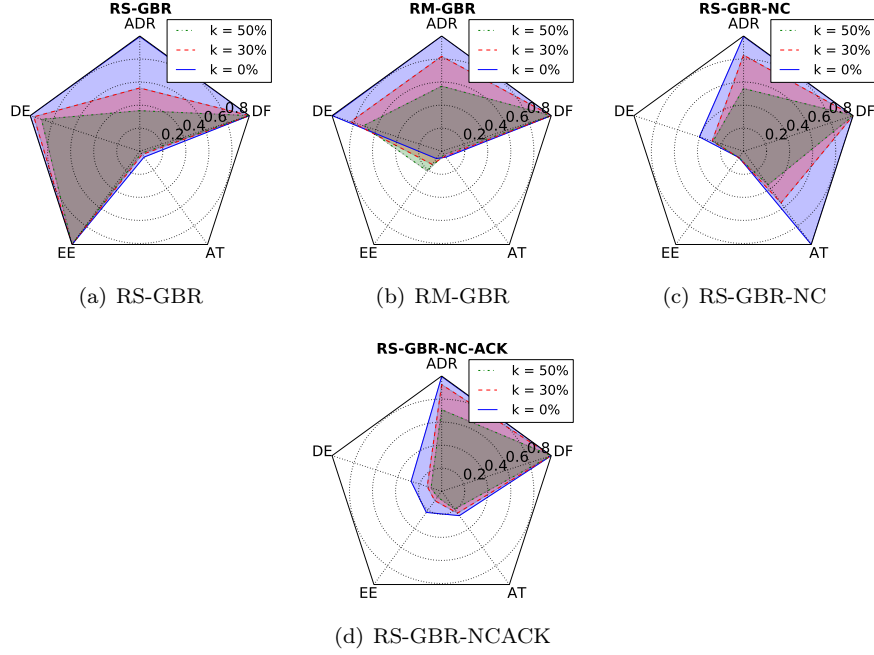 RS-GBR
ADR
k = 50%
k = 30%
k = 0%
DE
DF
0.2 0.4 0.6 0.8
EE
AT
(a) RS-GBR
RM-GBR
ADR
k = 50%
k = 30%
k = 0%
DE
DF
0.2 0.4 0.6 0.8
EE
AT
(b) RM-GBR
RS-GBR-NC
ADR
k = 50%
k = 30%
k = 0%
DE
DF
0.2 0.4 0.6 0.8
EE
AT
(c) RS-GBR-NC
RS-GBR-NC-ACK
ADR
k = 50%
k = 30%
k = 0%
DE
DF
0.2 0.4 0.6 0.8
EE
AT
(d) RS-GBR-NCACK